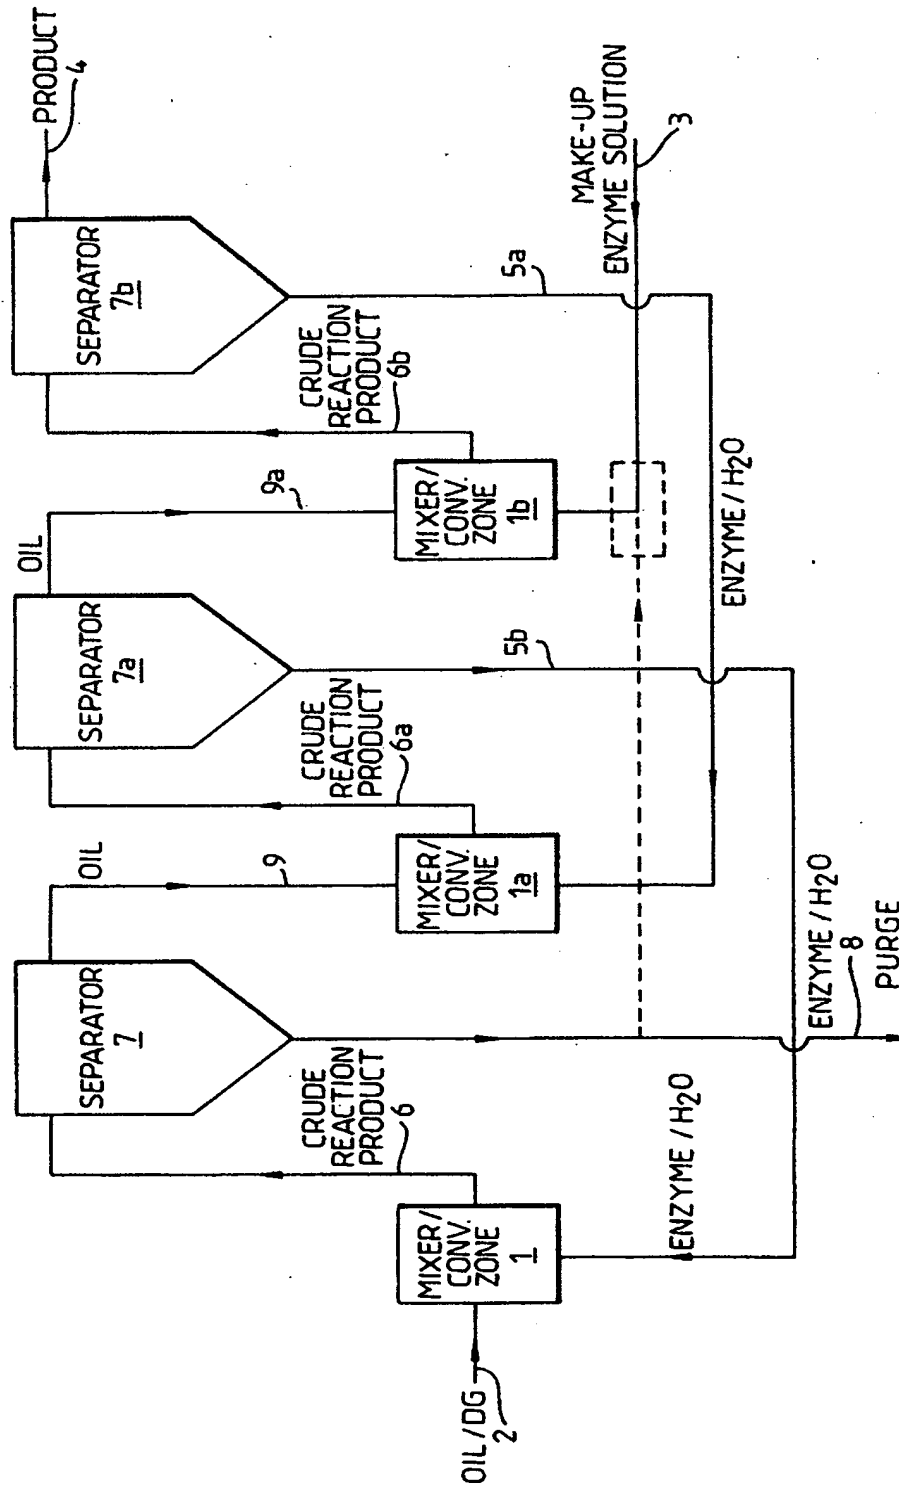 OIL/DG
2
MIXER/
CONV.
ZONE
1
CRUDE
REACTION
PRODUCT
6
SEPARATOR
7
OIL
9
MIXER/
CONV.
ZONE
1a
CRUDE
REACTION
PRODUCT
6a
SEPARATOR
7a
OIL
9a
MIXER/
CONV.
ZONE
1b
CRUDE
REACTION
PRODUCT
6b
SEPARATOR
7b
PRODUCT
4
5a
5b
MAKE-UP
ENZYME SOLUTION
3
ENZYME/H2O
ENZYME/H2O
ENZYME/H2O
8
PURGE